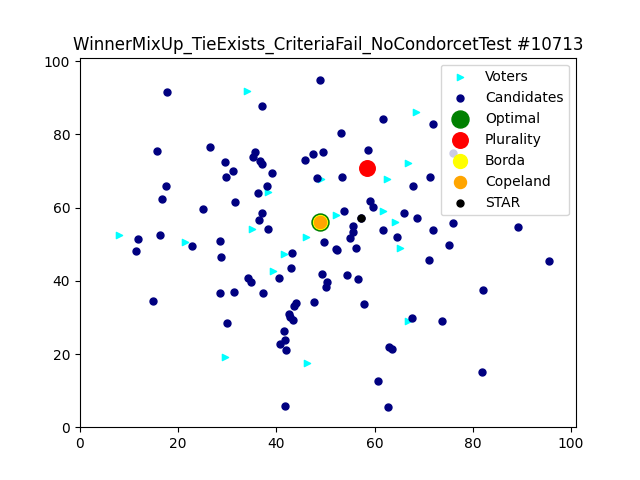 WinnerMixUp_TieExists_CriteriaFail_NoCondorcetTest #10713
100
80
60
40
20
0
0 20 40 60 80 100
Voters
Candidates
Optimal
Plurality
Borda
Copeland
STAR